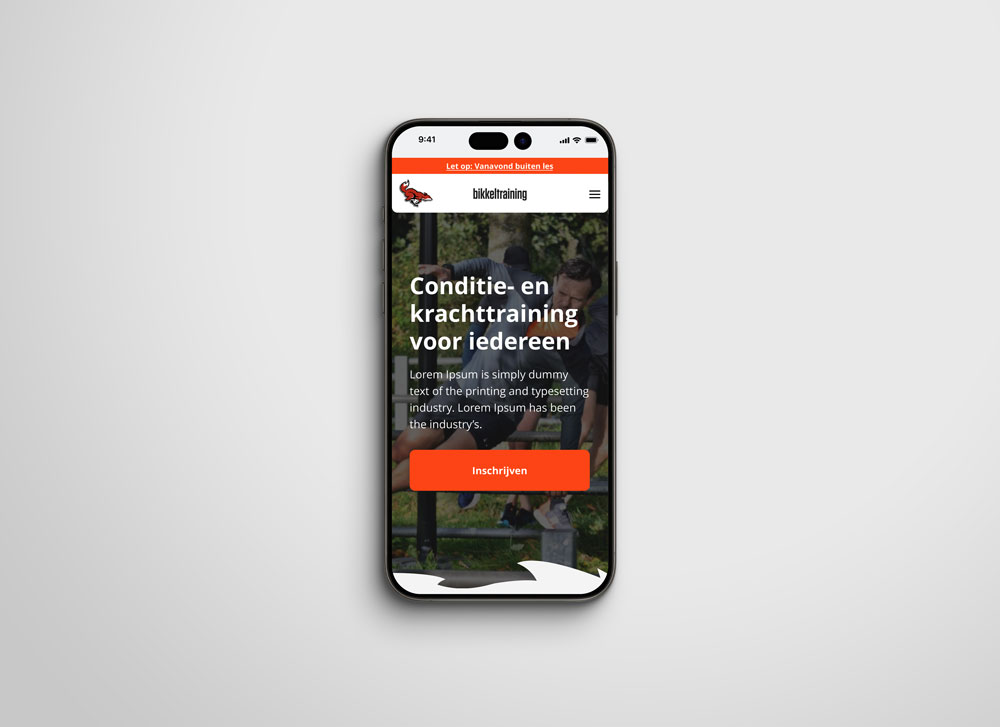 9:41
Let op: Vanavond buiten les
bikkeltraining
Conditie- en
krachttraining
voor iedereen
Lorem Ipsum is simply dummy
text of the printing and typesetting
industry. Lorem Ipsum has been
the industry's.
Inschrijven